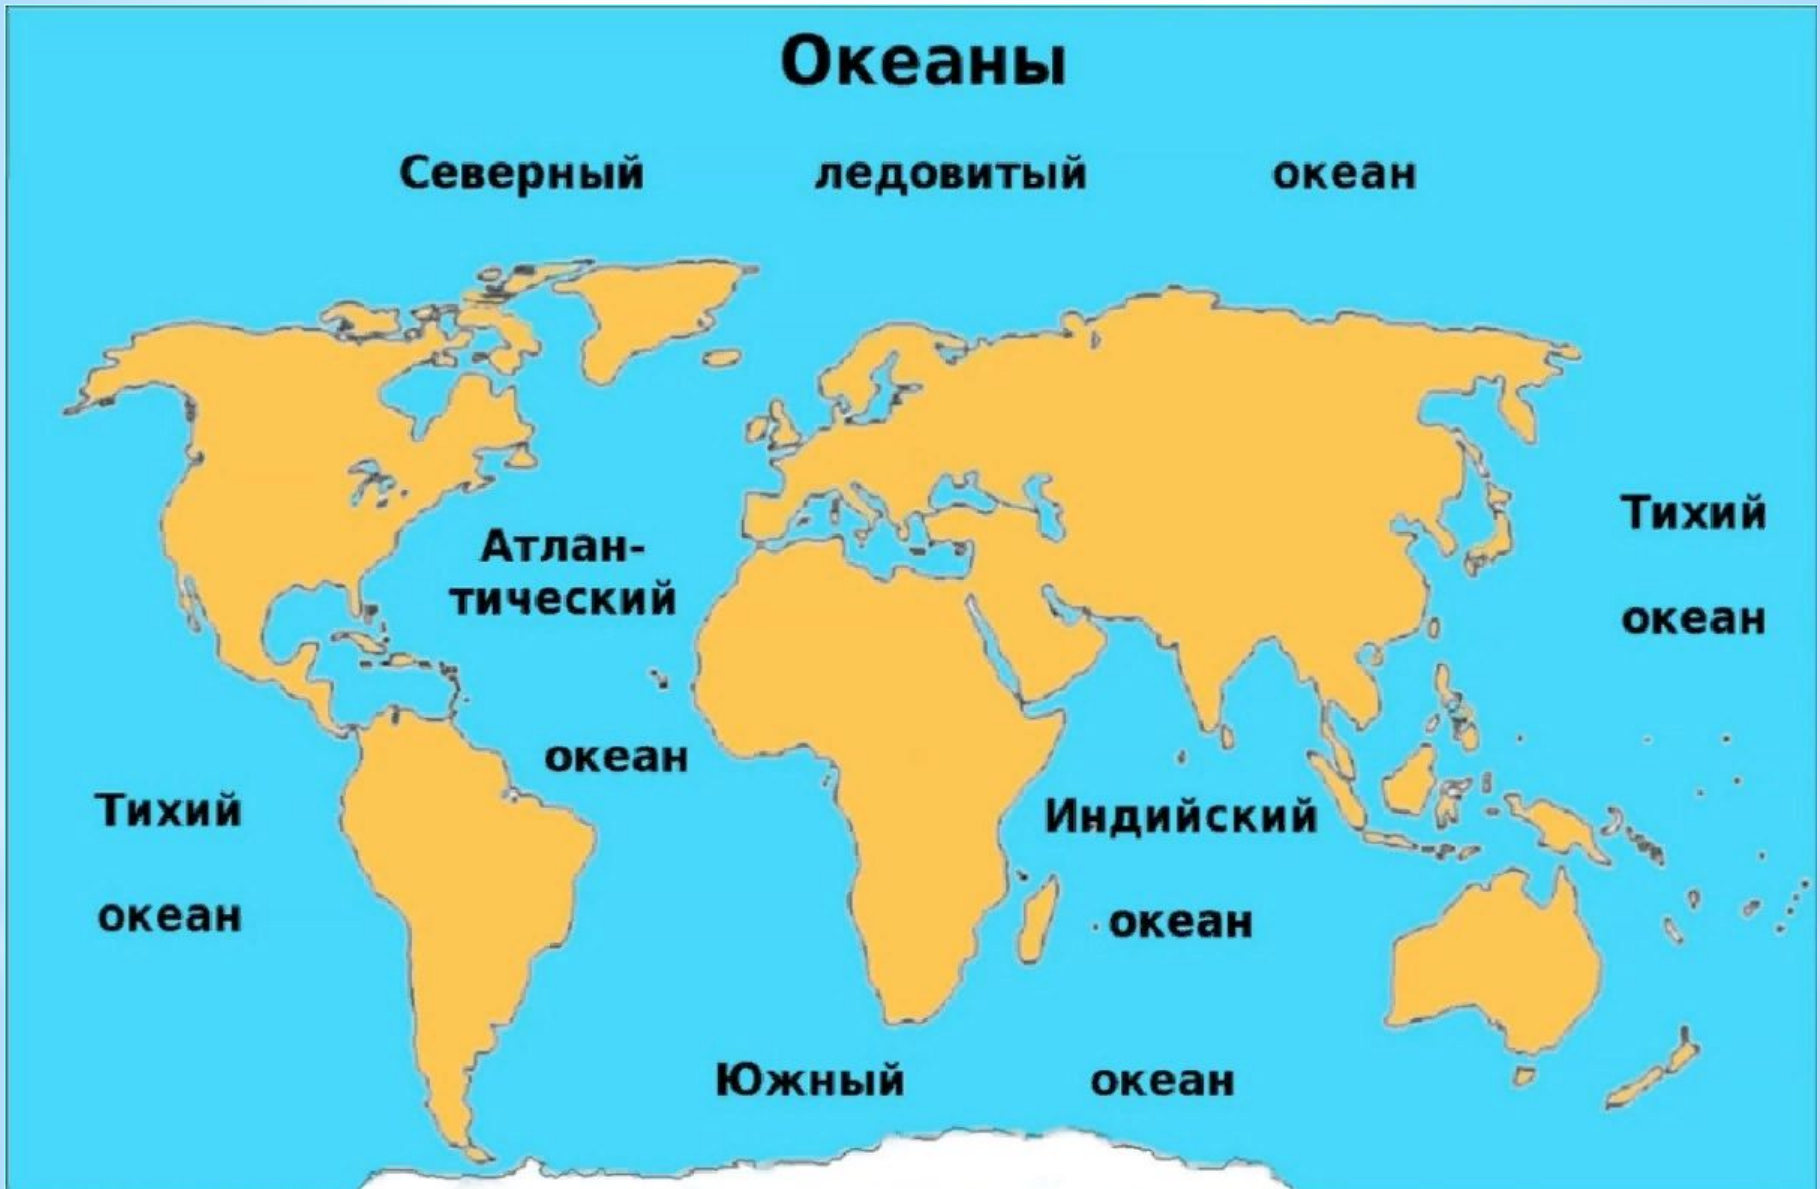 Океаны
Северный ледовитый океан
Атлан-
тический
океан
Тихий
океан
Тихий
океан
Индийский
океан
Южный океан